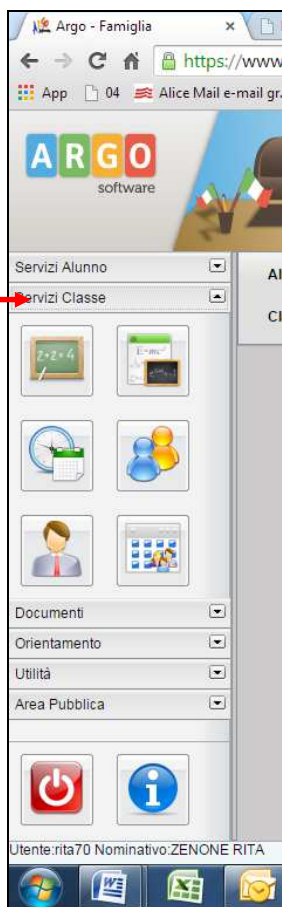 Argo - Famiglia
https://www
App 04 Alice Mail e-mail gr.
ARGO
software
Servizi Alunno
Servizi Classe
2+2=4
Documenti
Orientamento
Utilità
Area Pubblica
Utente:rita70 Nominativo:ZENONE RITA